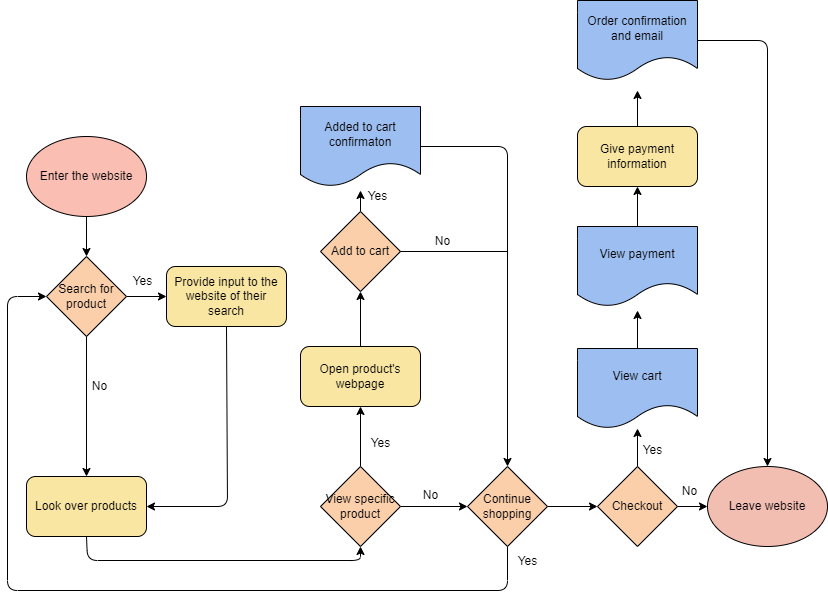 Order confirmation
and email
Added to cart
confirmaton
Give payment
information
Enter the website
Yes
Add to cart
No
View payment
Search for
product
Yes
Provide input to the
website of their
search
Open product's
webpage
View cart
No
Yes
Yes
Look over products
View specific
product
No
Continue
shopping
Checkout
No
Leave website
Yes